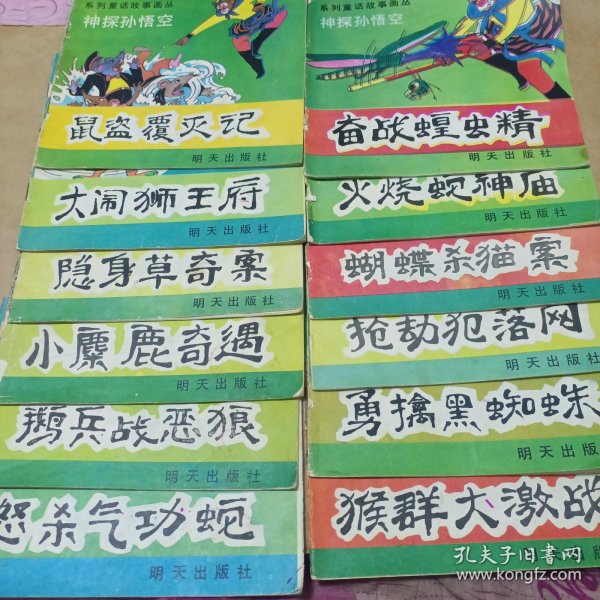 系列童话故事画丛
神探孙悟空
鼠盗覆灭记
明天出版社
大闹狮王府
明天出版社
隐身草奇案
明天出版社
小麋鹿奇遇
明天出版社
鹅兵战恶狼
明天出版社
怒杀气功蛇
明天出版社
系列童话故事画丛
神探孙悟空
奋战蝗虫精
明天出版社
火烧蛇神庙
明天出版社
蝴蝶杀猫案
明天出版社
抢劫犯落网
明天出版社
勇擒黑蜘蛛
明天出版社
猴群大激战
孔夫子旧书网
www.kongfz.com